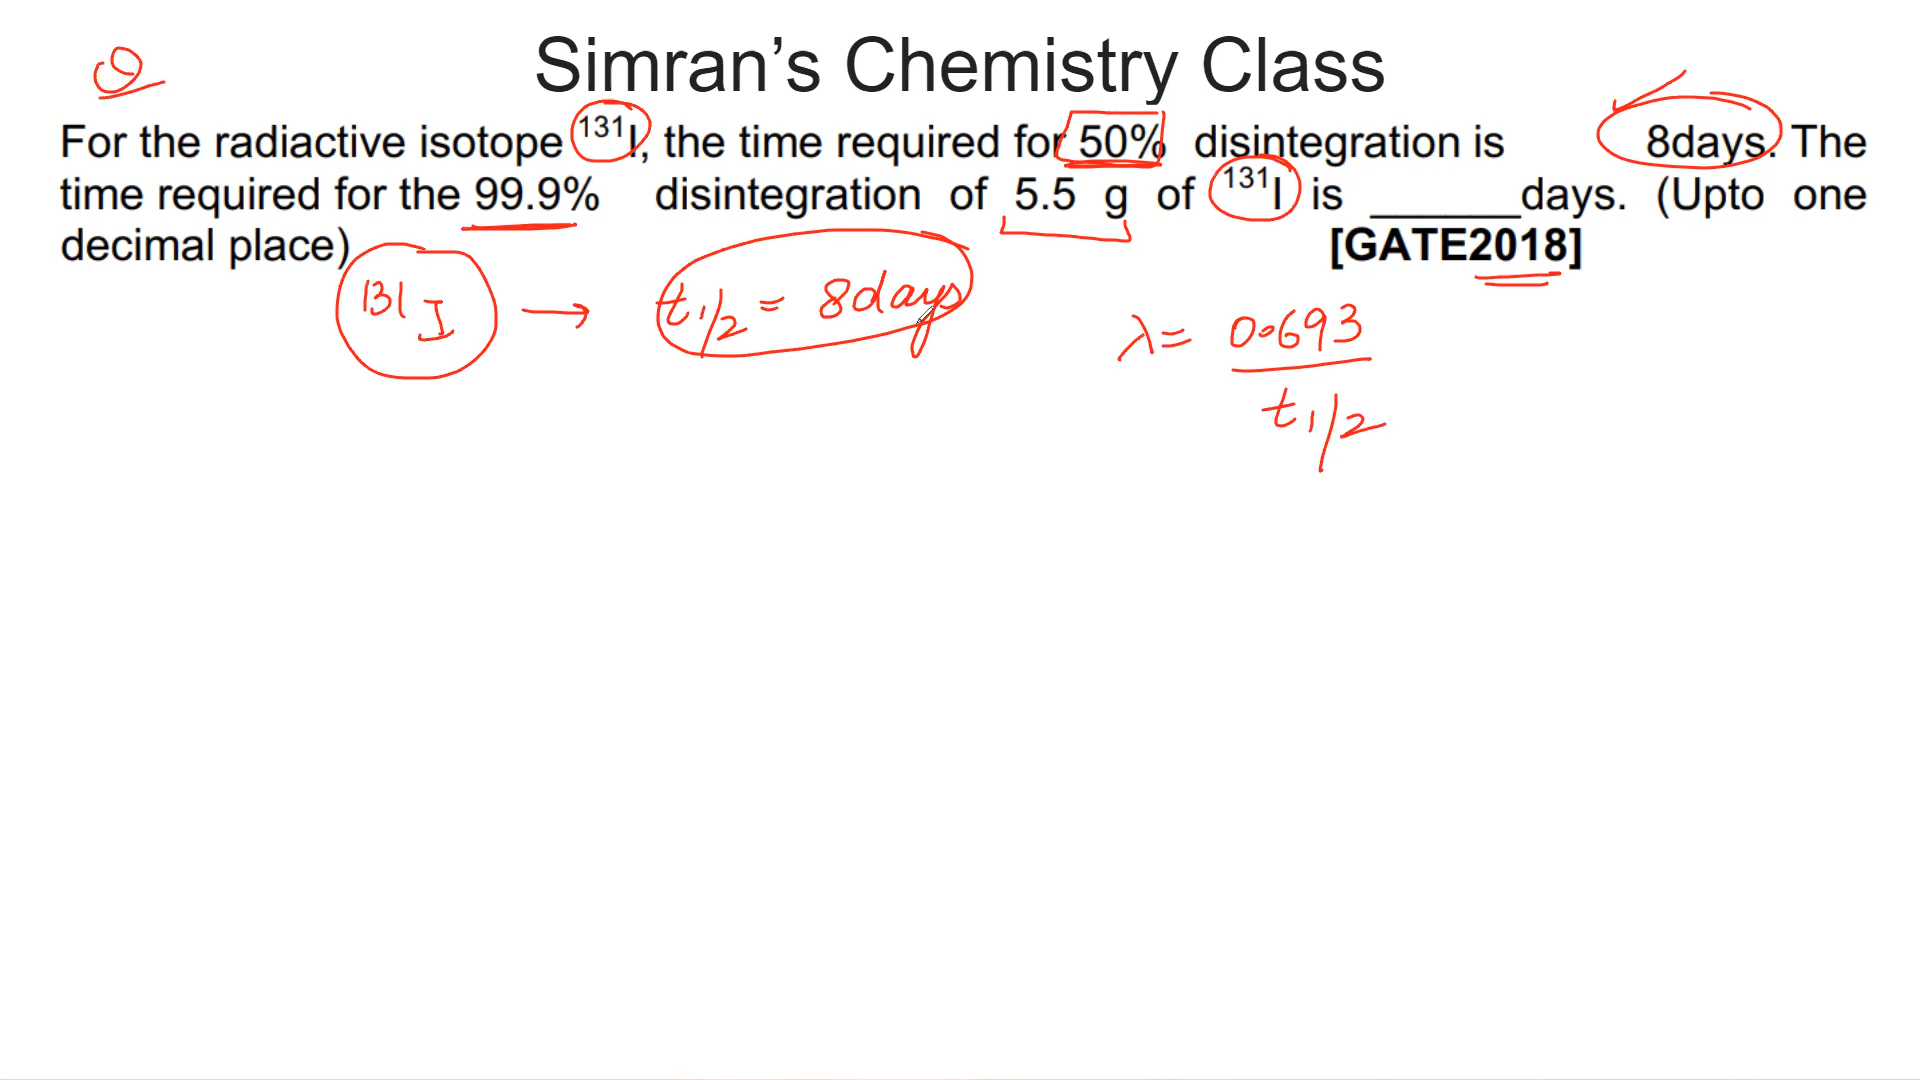 Simran’s Chemistry Class
Q
For the radiactive isotope ¹³¹I, the time required for 50% disintegration is 8days. The
time required for the 99.9% disintegration of 5.5 g of ¹³¹I is ______days. (Upto one
decimal place)
[GATE2018]
¹³¹I → t1/2 = 8days
λ = 0.693
t1/2